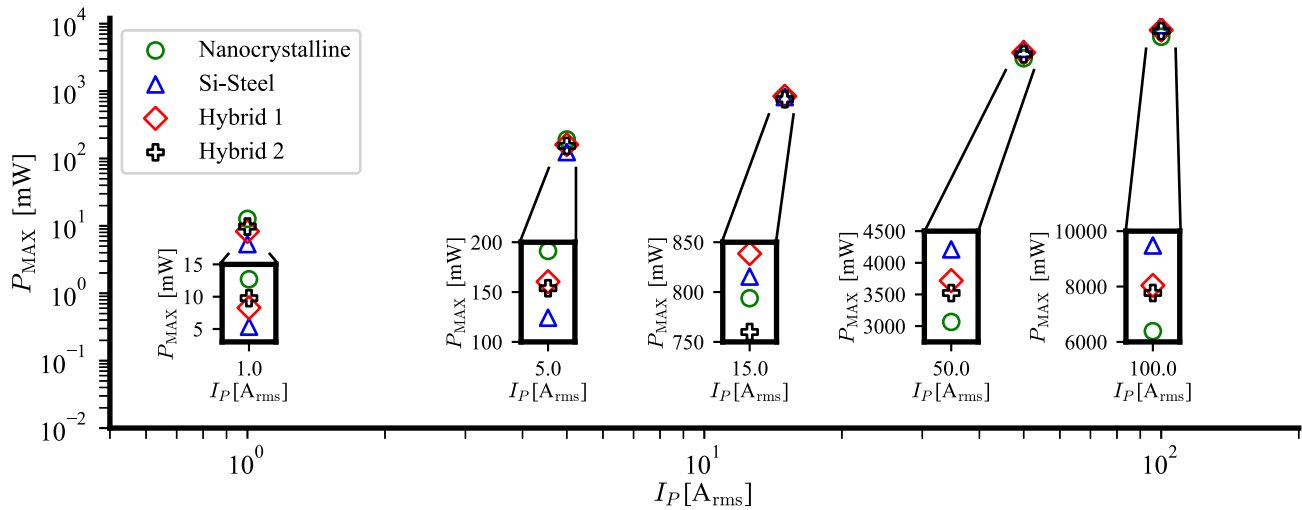 P_MAX [mW]
10^4
10^3
10^2
10^1
10^0
10^-1
10^-2
Nanocrystalline
Si-Steel
Hybrid 1
Hybrid 2
P_MAX [mW]
15
10
5
1.0
I_P [A_rms]
P_MAX [mW]
200
150
100
5.0
I_P [A_rms]
P_MAX [mW]
850
800
750
15.0
I_P [A_rms]
P_MAX [mW]
4500
4000
3500
3000
50.0
I_P [A_rms]
P_MAX [mW]
10000
8000
6000
100.0
I_P [A_rms]
10^0
10^1
10^2
I_P [A_rms]